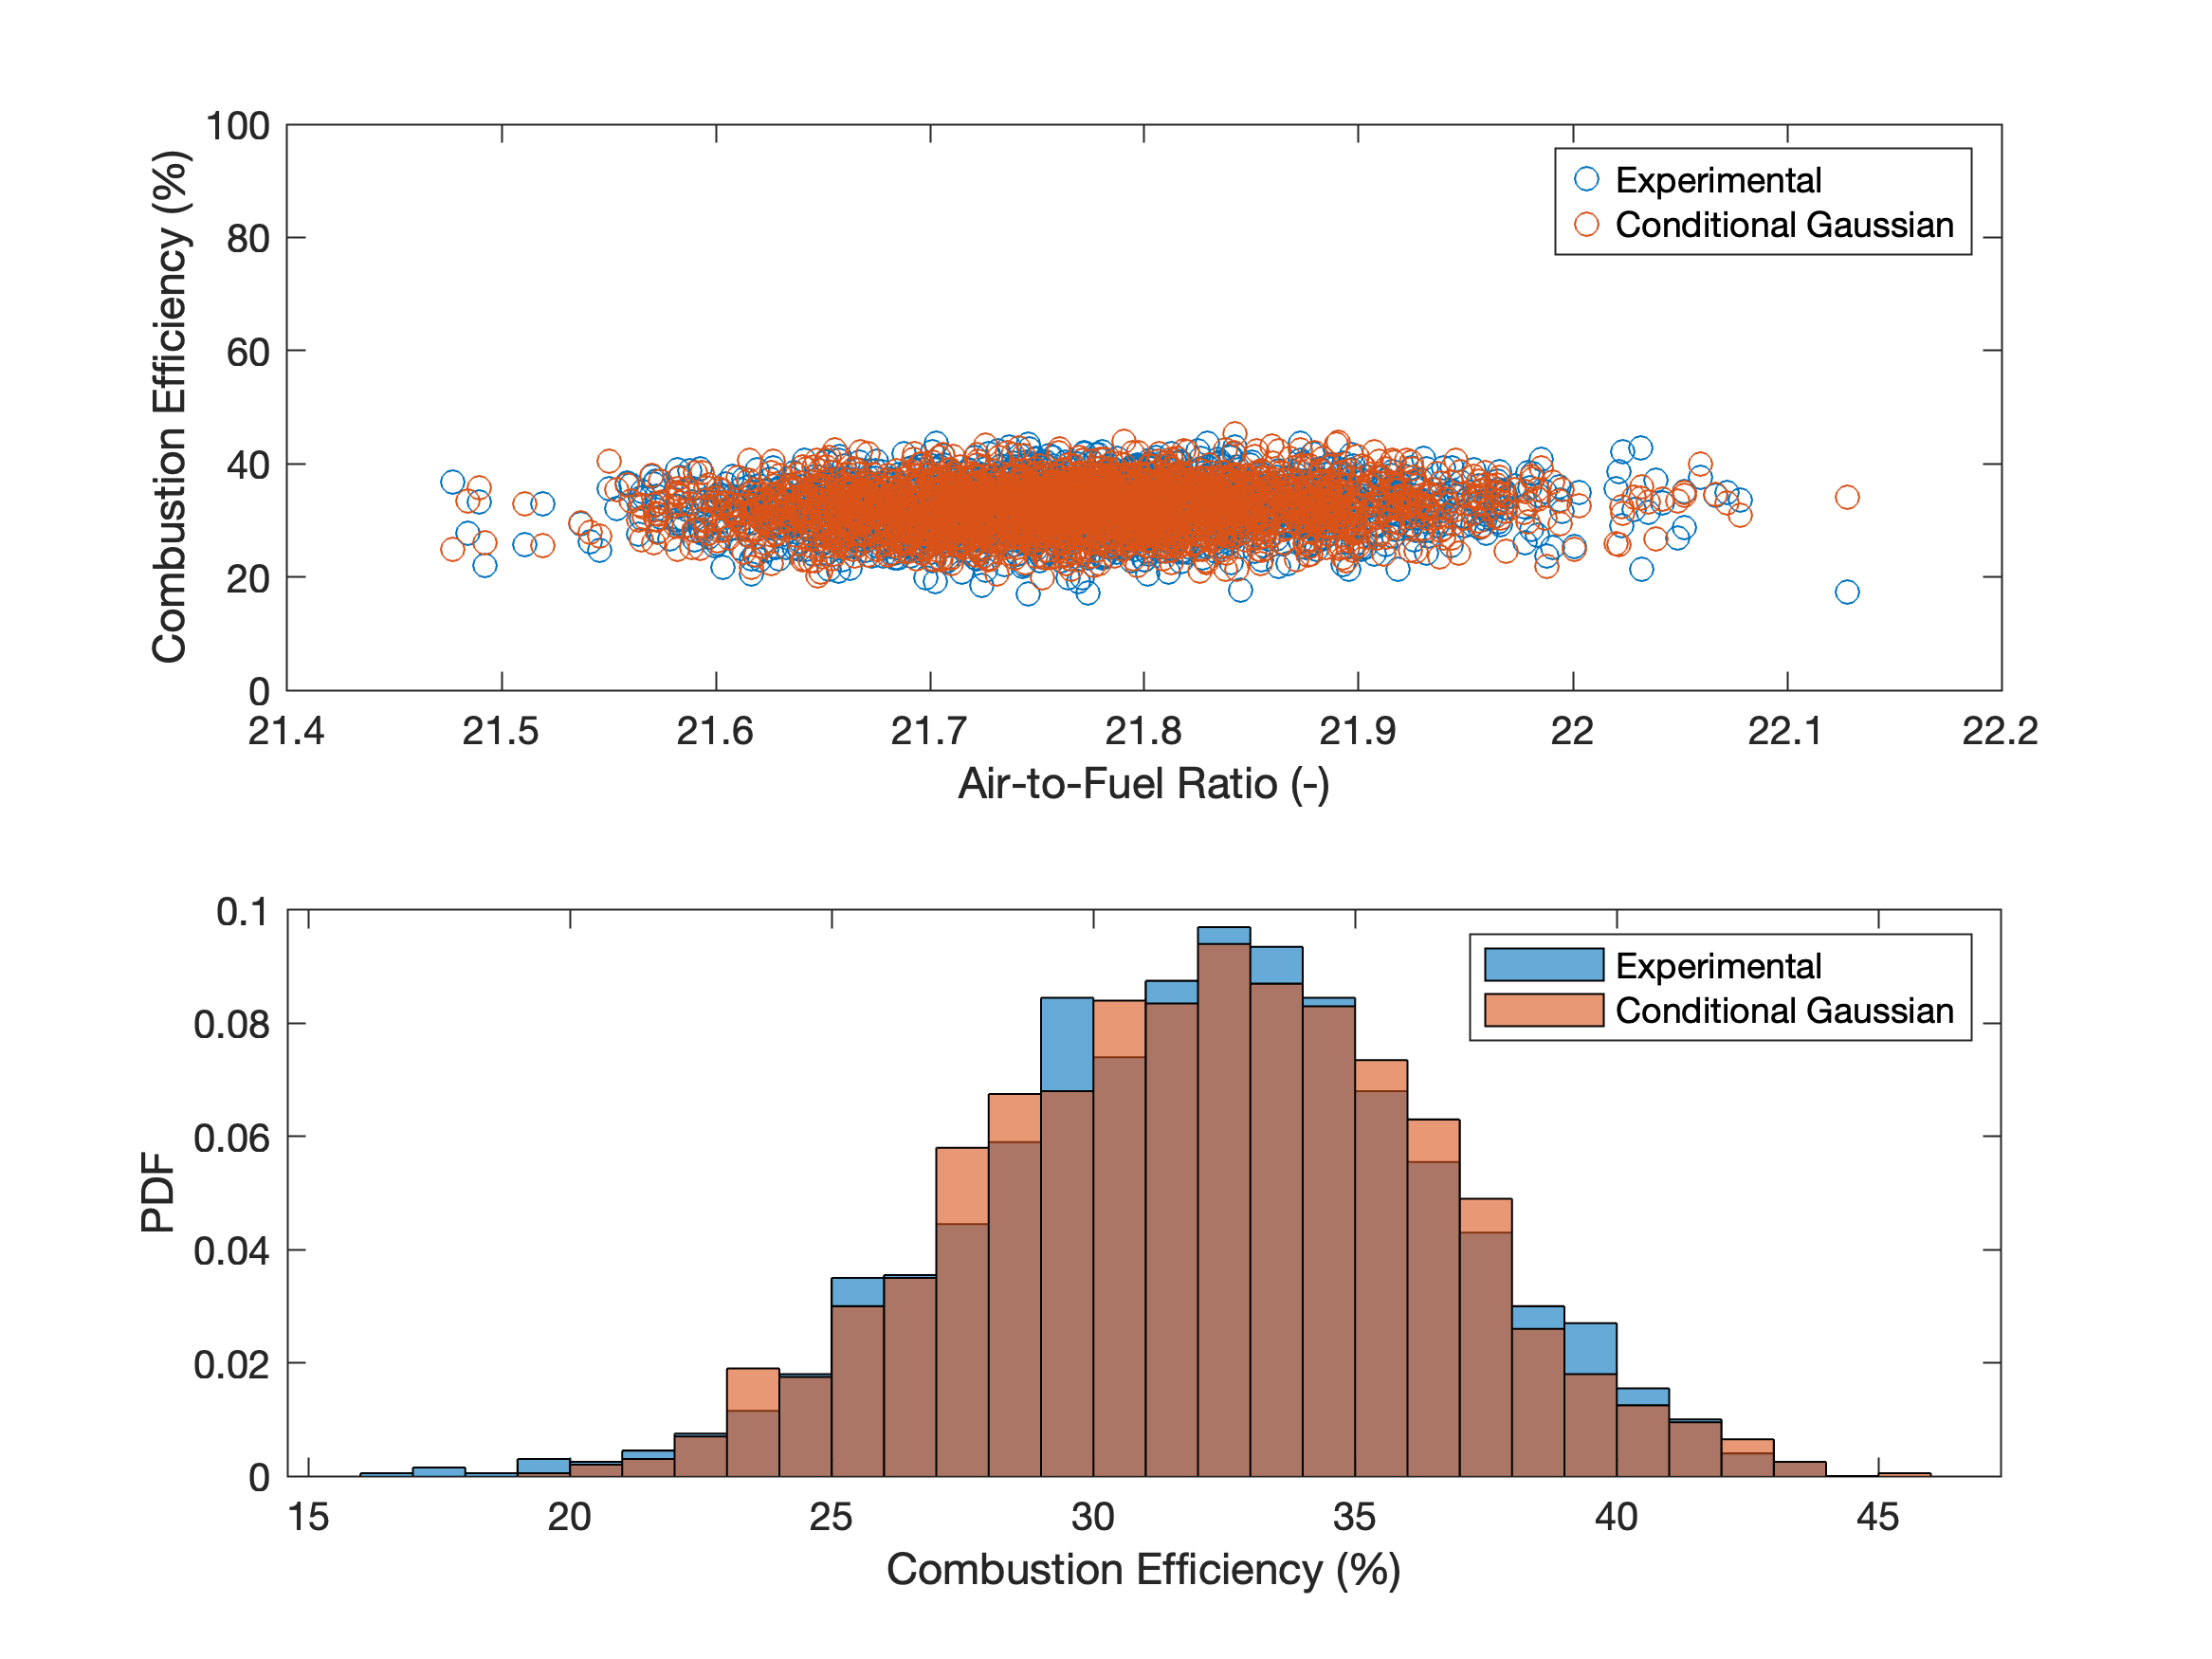 100
80
60
40
20
0
Combustion Efficiency (%)
Experimental
Conditional Gaussian
21.4 21.5 21.6 21.7 21.8 21.9 22 22.1 22.2
Air-to-Fuel Ratio (-)
0.1
0.08
0.06
0.04
0.02
0
PDF
Experimental
Conditional Gaussian
15 20 25 30 35 40 45
Combustion Efficiency (%)